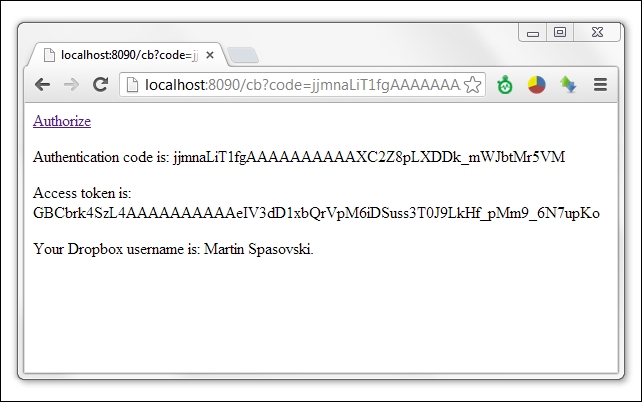 localhost:8090/cb?code=jj
localhost:8090/cb?code=jjmnaLiT1fgAAAAAAA
Authorize
Authentication code is: jjmnaLiT1fgAAAAAAAAAAXC2Z8pLXDDk_mWJbtMr5VM
Access token is:
GBCbrk4SzL4AAAAAAAAAAeIV3dD1xbQrVpM6iDSuss3T0J9LkHf_pMm9_6N7upKo
Your Dropbox username is: Martin Spasovski.